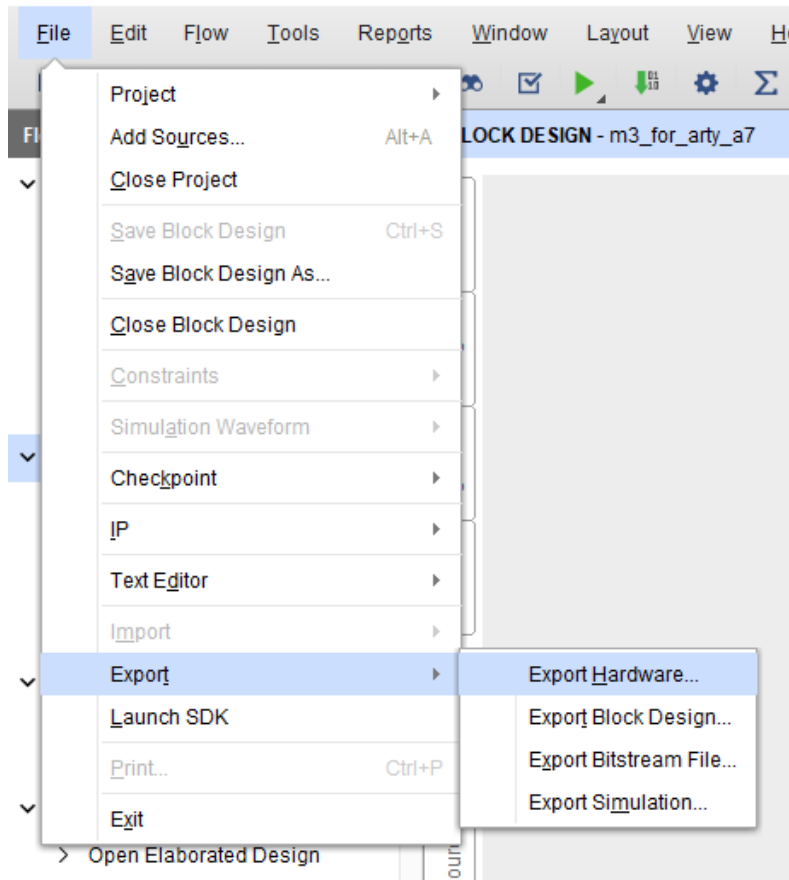 File Edit Flow Tools Reports Window Layout View
LOCK DESIGN - m3_for_arty_a7
Project
Add Sources... Alt+A
Close Project
Save Block Design Ctrl+S
Save Block Design As...
Close Block Design
Constraints
Simulation Waveform
Checkpoint
IP
Text Editor
Import
Export
Launch SDK
Print... Ctrl+P
Exit
Export Hardware...
Export Block Design...
Export Bitstream File...
Export Simulation...
Open Elaborated Design